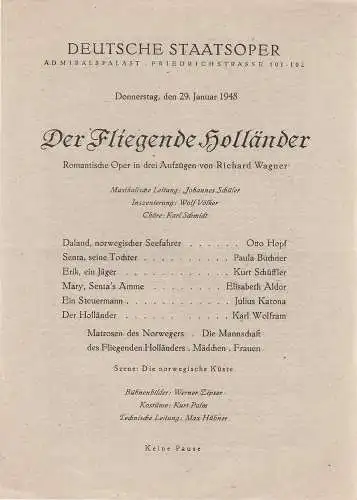 DEUTSCHE STAATSOPER
ADMIRALSPALAST · FRIEDRICHSTRASSE 101-102
Donnerstag, den 29. Januar 1948
Der Fliegende Holländer
Romantische Oper in drei Aufzügen von Richard Wagner
Musikalische Leitung: Johannes Schüler
Inszenierung: Wolf Völker
Chöre: Karl Schmidt
Daland, norwegischer Seefahrer . . . . . . Otto Hopf
Senta, seine Tochter . . . . . . . . . . Paula Büchner
Erik, ein Jäger . . . . . . . . . . . . Kurt Schüffler
Mary, Senta's Amme . . . . . . . . . Elisabeth Aldor
Ein Steuermann . . . . . . . . . . . Julius Katona
Der Holländer . . . . . . . . . . . . Karl Wolfram
Matrosen des Norwegers . Die Mannschaft
des Fliegenden Holländers . Mädchen . Frauen
Scene: Die norwegische Küste
Bühnenbilder: Werner Zipser
Kostüme: Kurt Palm
Technische Leitung: Max Hübner
Keine Pause